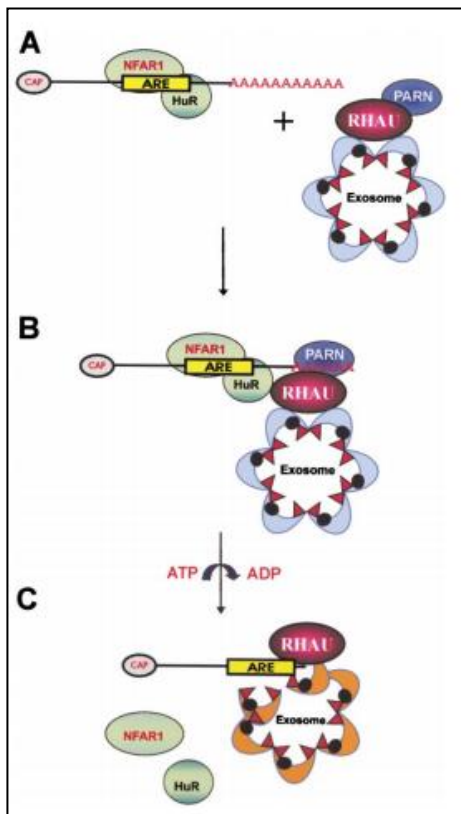 A
NFAR1
CAP
ARE
AAAAAAAAAAA
HuR
PARN
+
RHAU
Exosome
B
NFAR1
PARN
CAP
ARE
HuR
RHAU
Exosome
ATP ADP
C
RHAU
CAP
ARE
Exosome
NFAR1
HuR